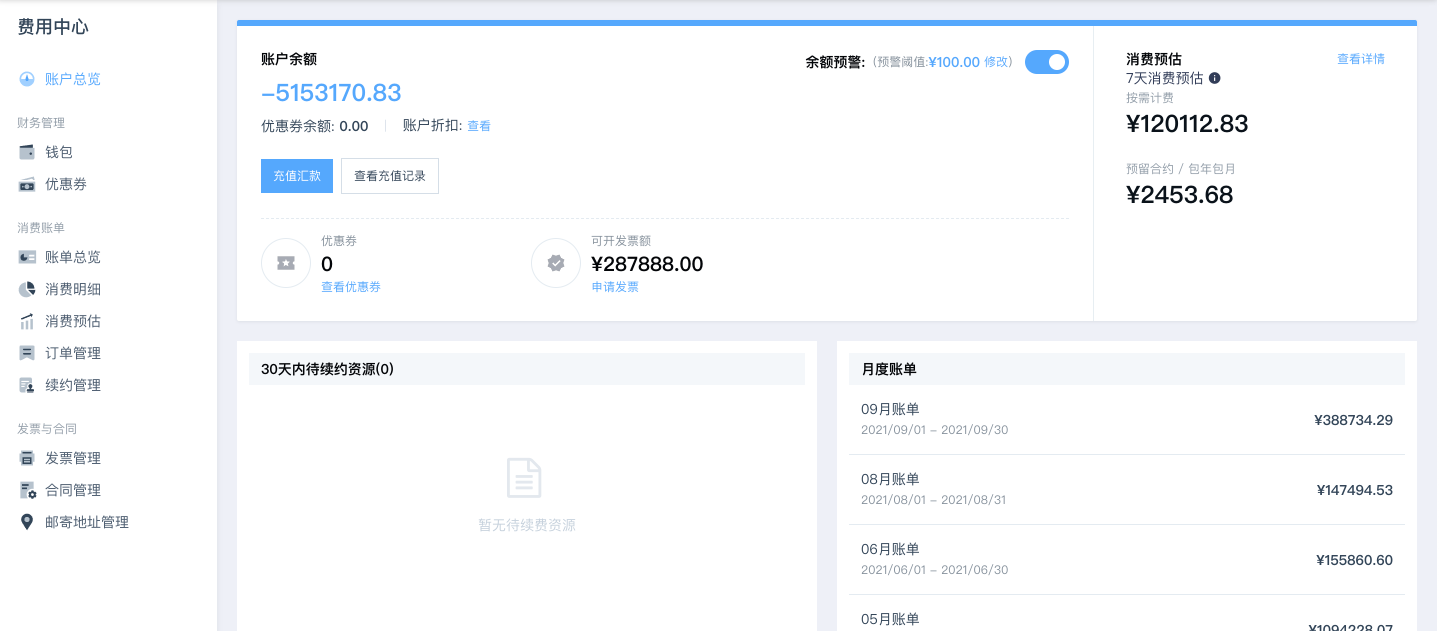 费用中心
账户总览
财务管理
钱包
优惠券
消费账单
账单总览
消费明细
消费预估
订单管理
续约管理
发票与合同
发票管理
合同管理
邮寄地址管理
账户余额
余额预警: (预警阈值:¥100.00 修改)
-5153170.83
优惠券余额: 0.00 账户折扣: 查看
充值汇款 查看充值记录
优惠券
0
查看优惠券
可开发票额
¥287888.00
申请发票
消费预估 查看详情
7天消费预估
按需计费
¥120112.83
预留合约 / 包年包月
¥2453.68
30天内待续约资源(0)
暂无待续费资源
月度账单
09月账单
2021/09/01 - 2021/09/30
¥388734.29
08月账单
2021/08/01 - 2021/08/31
¥147494.53
06月账单
2021/06/01 - 2021/06/30
¥155860.60
05月账单
¥1094228.07